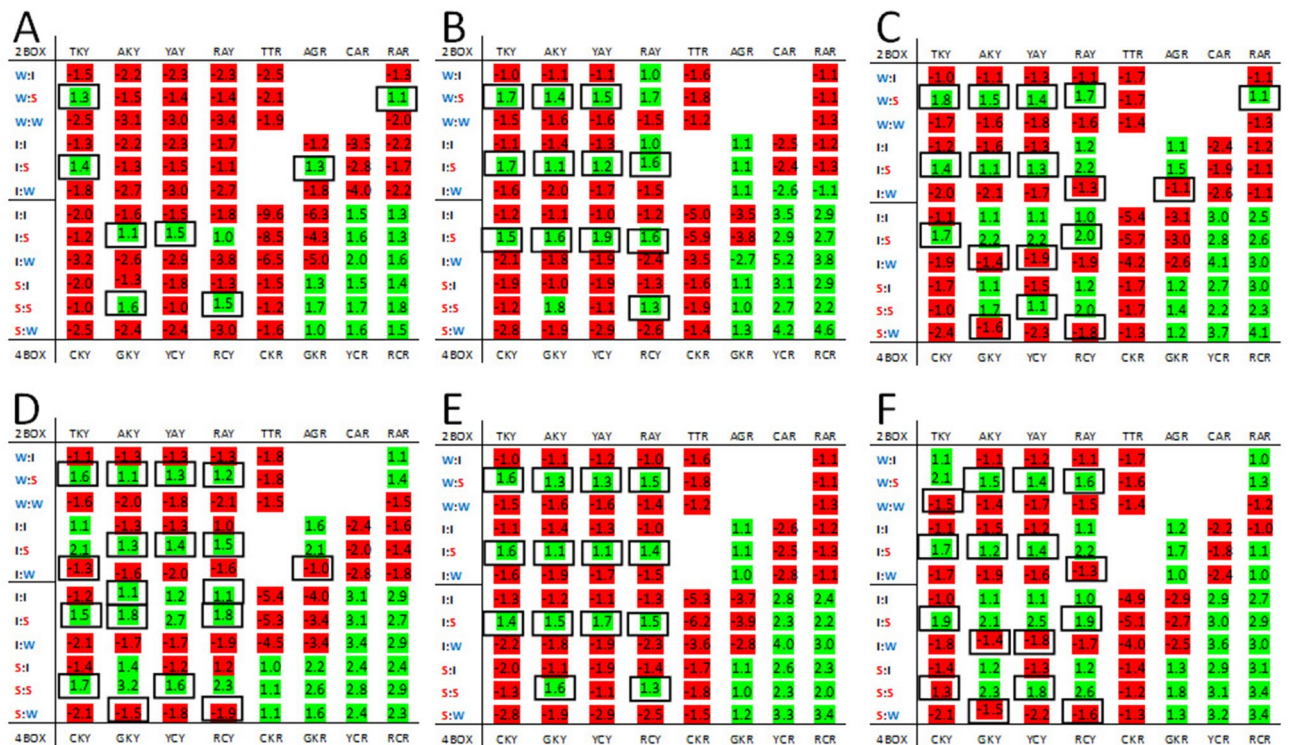 A
2BOX TKY AKY YAY RAY TTR AGR CAR RAR
W:I -1.5 -2.2 -2.3 -2.3 -2.5 -1.3
W:S 1.3 -1.5 -1.4 -1.4 -2.1 1.1
W:W -2.5 -3.1 -3.0 -3.4 -1.9 -2.0
I:I -1.3 -2.2 -2.3 -1.7 -1.2 -3.5 -2.2
I:S 1.4 -1.3 -1.5 -1.1 1.3 -2.8 -1.7
I:W -1.8 -2.7 -3.0 -2.7 -1.8 -4.0 -2.2
I:I -2.0 -1.6 -1.5 -1.8 -9.6 -6.3 1.5 1.3
I:S -1.2 1.1 1.5 1.0 -8.5 -4.3 1.6 1.3
I:W -3.2 -2.6 -2.9 -3.8 -6.5 -5.0 2.0 1.6
S:I -2.0 -1.3 -1.3 -1.3 -1.5 1.3 1.5 1.4
S:S -1.2 1.6 -1.0 1.5 -1.2 1.7 1.7 1.8
S:W -2.5 -2.4 -2.4 -3.0 -1.6 1.0 1.6 1.5
4BOX CKY GKY YCY RCY CKR GKR YCR RCR
B
2BOX TKY AKY YAY RAY TTR AGR CAR RAR
W:I -1.0 -1.1 -1.1 1.0 -1.6 -1.1
W:S 1.7 1.4 1.5 1.7 -1.8 -1.1
W:W -1.5 -1.6 -1.6 -1.5 -1.2 -1.3
I:I -1.1 -1.4 -1.3 1.0 1.1 -2.5 -1.2
I:S 1.7 1.1 1.2 1.6 1.1 -2.4 -1.3
I:W -1.6 -2.0 -1.7 -1.5 1.1 -2.6 -1.1
I:I -1.2 -1.1 -1.0 -1.2 -5.0 -3.5 3.5 2.9
I:S 1.5 1.6 1.9 1.6 -5.9 -3.8 2.9 2.7
I:W -2.1 -1.8 -1.9 -2.4 -3.5 -2.7 5.2 3.8
S:I -1.9 -1.0 -1.9 -1.2 -1.6 1.1 3.1 2.9
S:S -1.2 1.8 -1.1 1.3 -1.9 1.0 2.7 2.2
S:W -2.8 -1.9 -2.9 -2.6 -1.4 1.3 4.2 4.6
4BOX CKY GKY YCY RCY CKR GKR YCR RCR
C
2BOX TKY AKY YAY RAY TTR AGR CAR RAR
W:I -1.0 -1.1 -1.3 -1.1 -1.7 -1.1
W:S 1.8 1.5 1.4 1.7 -1.7 1.1
W:W -1.7 -1.6 -1.8 -1.6 -1.4 -1.3
I:I -1.2 -1.6 -1.3 1.2 1.1 -2.4 -1.2
I:S 1.4 1.1 1.3 2.2 1.5 -1.9 -1.1
I:W -2.0 -2.1 -1.7 -1.3 -1.1 -2.6 -1.1
I:I -1.1 1.1 1.1 1.0 -5.4 -3.1 3.0 2.5
I:S 1.7 2.2 2.2 2.0 -5.7 -3.0 2.8 2.6
I:W -1.9 -1.4 -1.9 -1.9 -4.2 -2.6 4.1 3.0
S:I -1.7 1.1 -1.5 1.2 -1.7 1.2 2.7 3.0
S:S -1.0 1.7 1.1 2.0 -1.7 1.4 2.2 2.3
S:W -2.4 -1.6 -2.3 -1.8 -1.3 1.2 3.7 4.1
4BOX CKY GKY YCY RCY CKR GKR YCR RCR
D
2BOX TKY AKY YAY RAY TTR AGR CAR RAR
W:I -1.1 -1.3 -1.3 -1.3 -1.8 1.1
W:S 1.6 1.1 1.3 1.2 -1.8 1.4
W:W -1.6 -2.0 -1.8 -2.1 -1.5 -1.5
I:I 1.1 -1.3 -1.3 1.0 1.6 -2.4 -1.6
I:S 2.1 1.3 1.4 1.5 2.1 -2.0 -1.4
I:W -1.3 -1.6 -2.0 -1.6 -1.0 -2.8 -1.8
I:I -1.2 1.1 1.2 1.1 -5.4 -4.0 3.1 2.9
I:S 1.5 1.8 2.7 1.8 -5.3 -3.4 2.1 2.7
I:W -2.1 -1.7 -1.7 -1.9 -4.5 -3.4 3.4 2.9
S:I -1.4 1.4 -1.2 1.2 1.0 2.2 2.4 2.4
S:S 1.7 3.2 1.6 2.3 1.1 2.6 2.8 2.9
S:W -2.1 -1.5 -1.8 -1.9 1.1 1.6 2.4 2.3
4BOX CKY GKY YCY RCY CKR GKR YCR RCR
E
2BOX TKY AKY YAY RAY TTR AGR CAR RAR
W:I -1.0 -1.1 -1.2 -1.0 -1.6 -1.1
W:S 1.6 1.3 1.3 1.5 -1.8 -1.1
W:W -1.5 -1.6 -1.7 -1.5 -1.2 -1.3
I:I -1.1 -1.4 -1.3 -1.0 1.1 -2.6 -1.2
I:S 1.6 1.1 1.1 1.4 1.1 -2.5 -1.3
I:W -1.6 -1.9 -1.7 -1.5 1.0 -2.8 -1.1
I:I -1.3 -1.2 -1.1 -1.3 -5.3 -3.7 2.8 2.4
I:S 1.4 1.5 1.7 1.5 -6.2 -3.9 2.3 2.2
I:W -2.2 -1.8 -1.9 -2.3 -3.6 -2.8 4.0 3.0
S:I -2.0 -1.1 -1.9 -1.4 -1.7 1.1 2.6 2.3
S:S -1.3 1.6 -1.1 1.3 -1.8 1.0 2.3 2.0
S:W -2.8 -1.9 -2.9 -2.5 -1.5 1.2 3.3 3.4
4BOX CKY GKY YCY RCY CKR GKR YCR RCR
F
2BOX TKY AKY YAY RAY TTR AGR CAR RAR
W:I 1.1 -1.1 -1.2 -1.1 -1.7 1.0
W:S 2.1 1.5 1.4 1.6 -1.6 1.3
W:W -1.5 -1.4 -1.7 -1.5 -1.4 -1.2
I:I -1.1 -1.5 -1.2 1.1 1.2 -2.2 -1.0
I:S 1.7 1.2 1.4 2.2 1.7 -1.8 1.1
I:W -1.7 -1.9 -1.6 -1.3 1.0 -2.4 1.0
I:I -1.0 1.1 1.1 1.0 -4.9 -2.9 2.9 2.7
I:S 1.9 2.1 2.5 1.9 -5.1 -2.7 3.0 2.9
I:W -1.9 -1.4 -1.8 -1.7 -4.0 -2.5 3.6 3.0
S:I -1.4 1.2 -1.3 1.2 -1.4 1.3 2.9 3.1
S:S 1.3 2.3 1.8 2.6 -1.2 1.8 3.1 3.4
S:W -2.1 -1.5 -2.2 -1.6 -1.3 1.3 3.2 3.4
4BOX CKY GKY YCY RCY CKR GKR YCR RCR